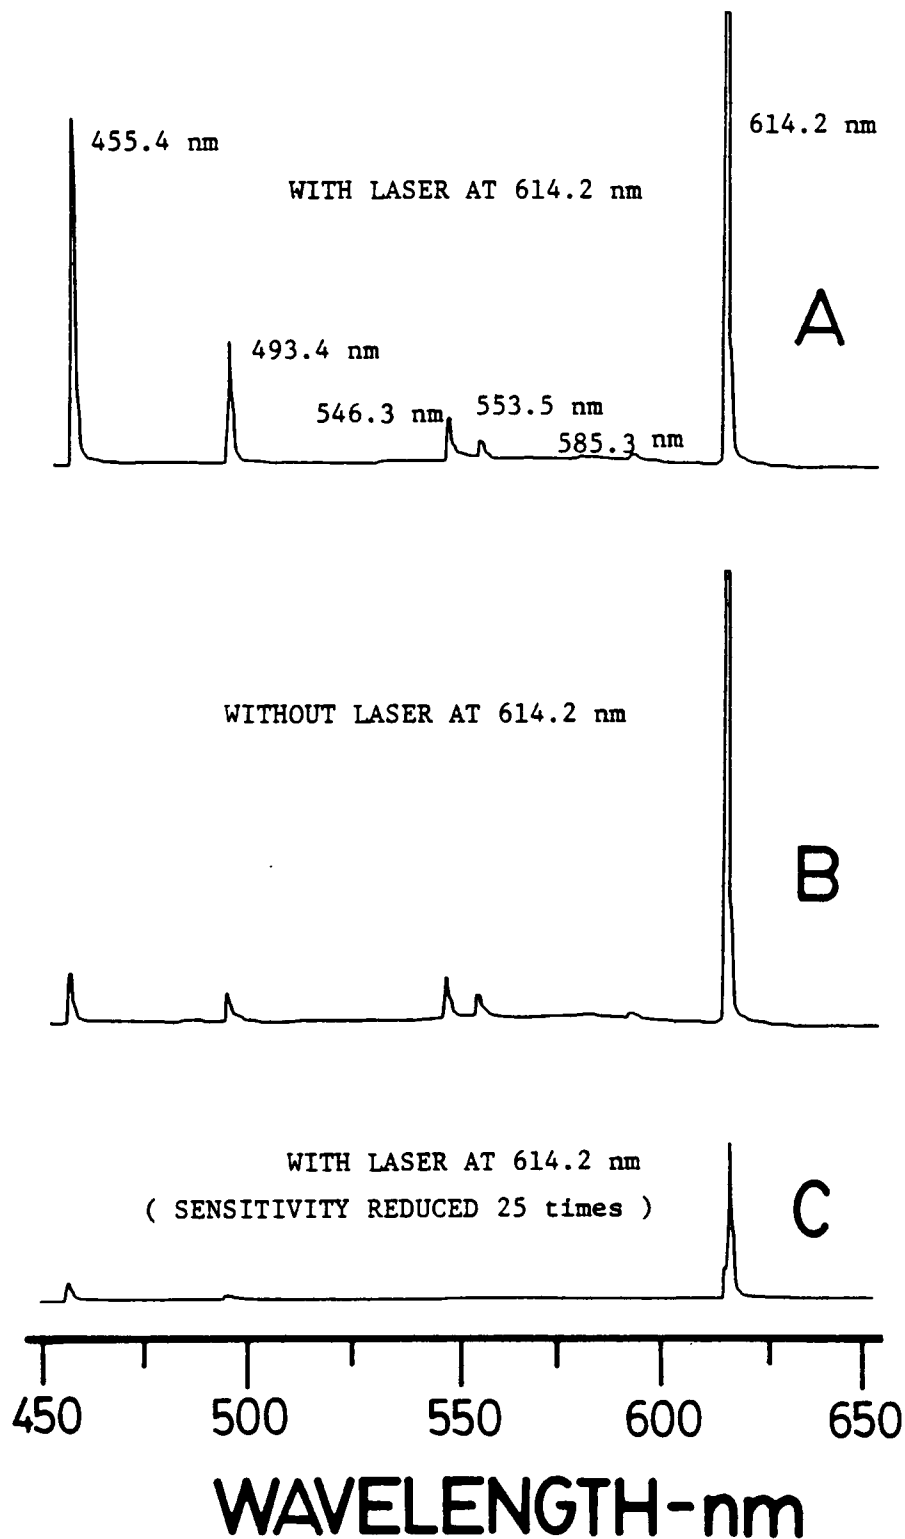 455.4 nm
614.2 nm
WITH LASER AT 614.2 nm
A
493.4 nm
546.3 nm
553.5 nm
585.3 nm
WITHOUT LASER AT 614.2 nm
B
WITH LASER AT 614.2 nm
( SENSITIVITY REDUCED 25 times )
C
450 500 550 600 650
WAVELENGTH-nm